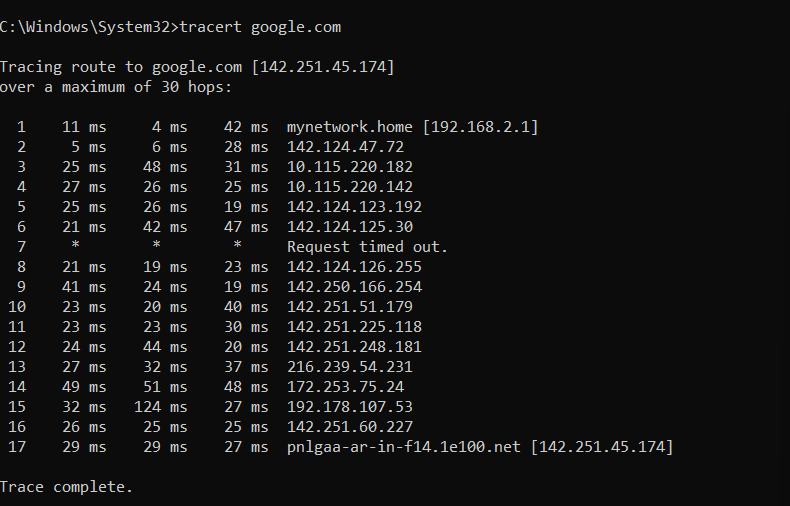 C:\Windows\System32>tracert google.com
Tracing route to google.com [142.251.45.174]
over a maximum of 30 hops:
1 11 ms 4 ms 42 ms mynetwork.home [192.168.2.1]
2 5 ms 6 ms 28 ms 142.124.47.72
3 25 ms 48 ms 31 ms 10.115.220.182
4 27 ms 26 ms 25 ms 10.115.220.142
5 25 ms 26 ms 19 ms 142.124.123.192
6 21 ms 42 ms 47 ms 142.124.125.30
7 * * * Request timed out.
8 21 ms 19 ms 23 ms 142.124.126.255
9 41 ms 24 ms 19 ms 142.250.166.254
10 23 ms 20 ms 40 ms 142.251.51.179
11 23 ms 23 ms 30 ms 142.251.225.118
12 24 ms 44 ms 20 ms 142.251.248.181
13 27 ms 32 ms 37 ms 216.239.54.231
14 49 ms 51 ms 48 ms 172.253.75.24
15 32 ms 124 ms 27 ms 192.178.107.53
16 26 ms 25 ms 25 ms 142.251.60.227
17 29 ms 29 ms 27 ms pnlgaa-ar-in-f14.1e100.net [142.251.45.174]
Trace complete.